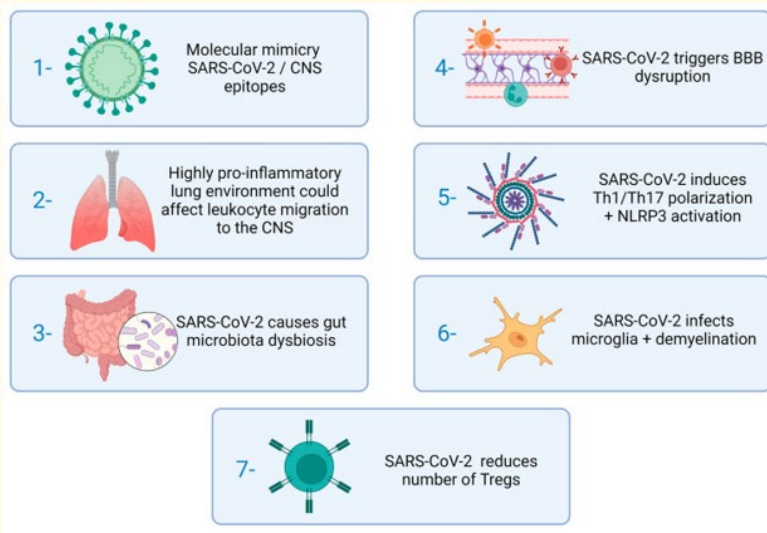 1-
Molecular mimicry
SARS-CoV-2 / CNS
epitopes
2-
Highly pro-inflammatory
lung environment could
affect leukocyte migration
to the CNS
3-
SARS-CoV-2 causes gut
microbiota dysbiosis
4-
SARS-CoV-2 triggers BBB
disruption
5-
SARS-CoV-2 induces
Th1/Th17 polarization
+ NLRP3 activation
6-
SARS-CoV-2 infects
microglia + demyelination
7-
SARS-CoV-2 reduces
number of Tregs